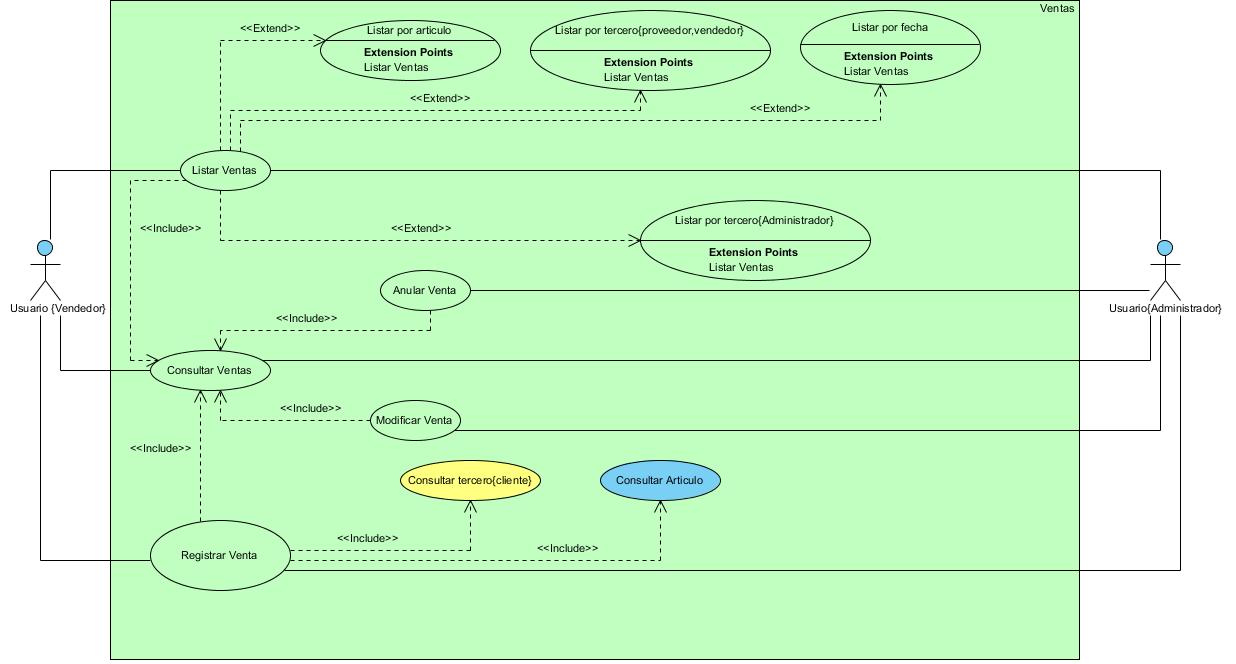 Ventas
<<Extend>>
Listar por articulo
Extension Points
Listar Ventas
Listar por tercero{proveedor,vendedor}
Extension Points
Listar Ventas
Listar por fecha
Extension Points
Listar Ventas
<<Extend>>
<<Extend>>
Listar Ventas
<<Include>>
<<Extend>>
Listar por tercero{Administrador}
Extension Points
Listar Ventas
Usuario {Vendedor}
Anular Venta
Usuario{Administrador}
<<Include>>
Consultar Ventas
<<Include>>
Modificar Venta
<<Include>>
Consultar tercero{cliente}
Consultar Articulo
<<Include>>
<<Include>>
Registrar Venta